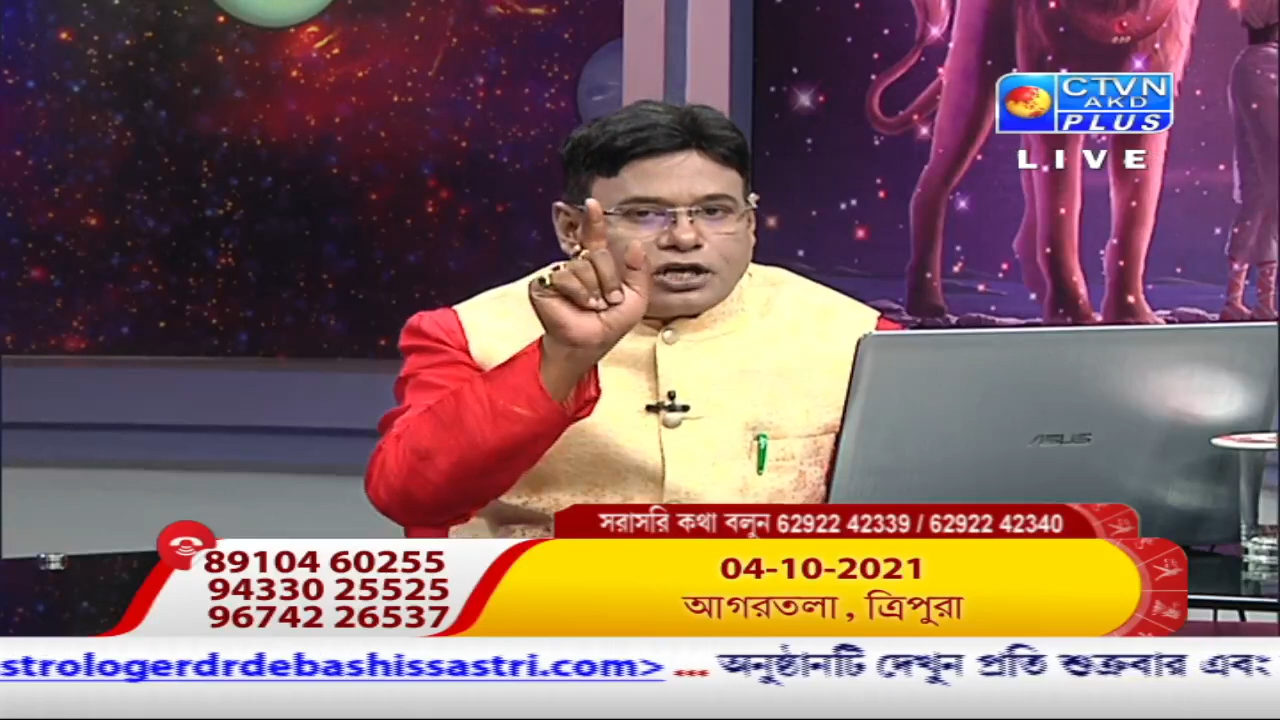 CTVN
AKD
PLUS
LIVE
ASUS
সরাসরি কথা বলুন 62922 42339 / 62922 42340
89104 60255
94330 25525
96742 26537
04-10-2021
আগরতলা, ত্রিপুরা
strologerdrdebashissastri.com> ... অনুষ্ঠানটি দেখুন প্রতি শুক্রবার এবং